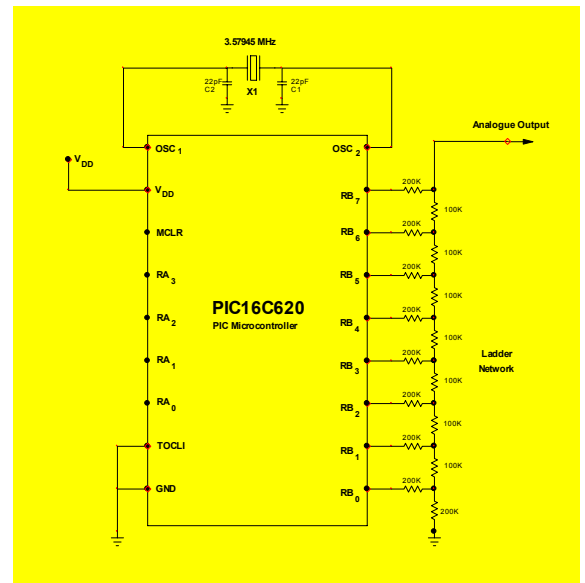 3.57945 MHz
22pF
C2
22pF
C1
X1
Analogue Output
OSC1
OSC2
VDD
200K
VDD
RB7
100K
200K
MCLR
RB6
100K
200K
RA3
RB5
100K
PIC16C620
PIC Microcontroller
200K
RA2
RB4
100K
Ladder
Network
200K
RA1
RB3
100K
200K
RA0
RB2
100K
200K
TOCLI
RB1
100K
200K
GND
RB0
200K